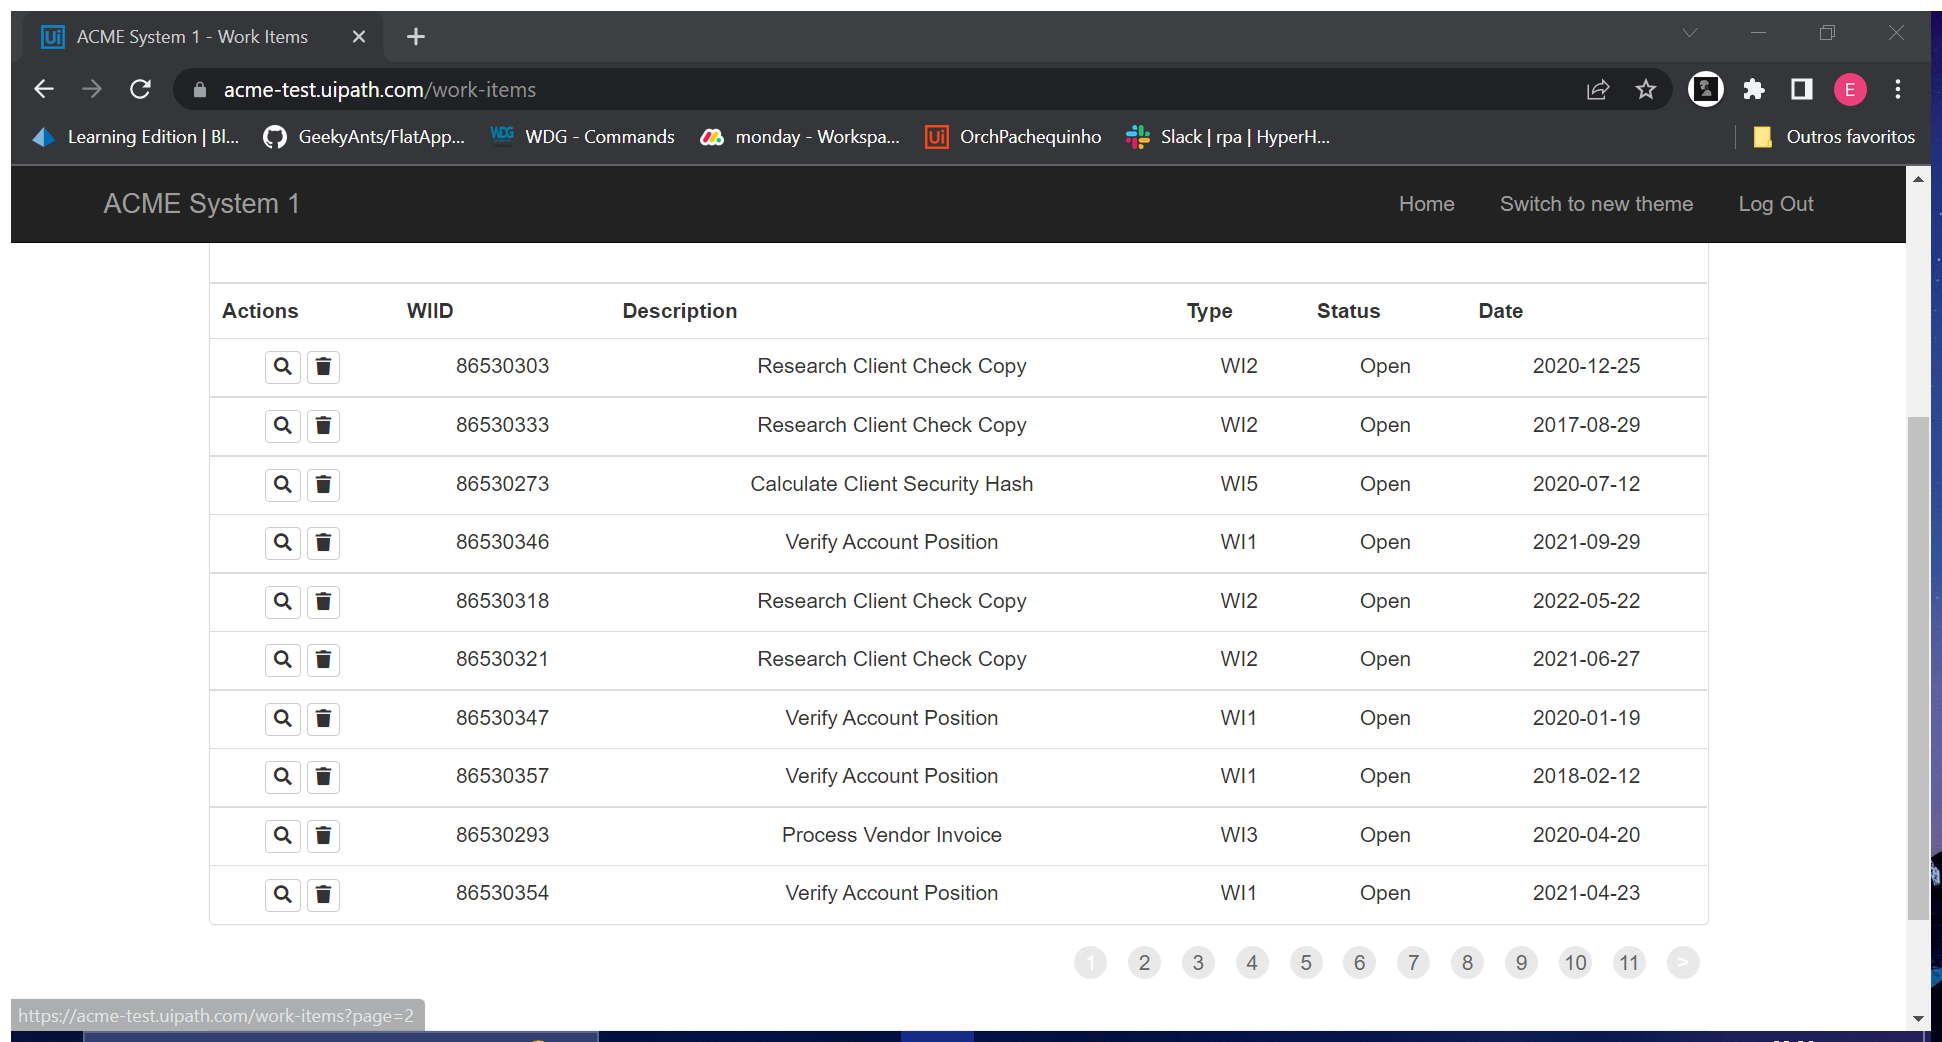 Ui ACME System 1 - Work Items
acme-test.uipath.com/work-items
E
Learning Edition | Bl... GeekyAnts/FlatApp... WDG WDG - Commands monday - Workspa... Ui OrchPachequinho Slack | rpa | HyperH... Outros favoritos
ACME System 1 Home Switch to new theme Log Out
Actions WIID Description Type Status Date
86530303 Research Client Check Copy WI2 Open 2020-12-25
86530333 Research Client Check Copy WI2 Open 2017-08-29
86530273 Calculate Client Security Hash WI5 Open 2020-07-12
86530346 Verify Account Position WI1 Open 2021-09-29
86530318 Research Client Check Copy WI2 Open 2022-05-22
86530321 Research Client Check Copy WI2 Open 2021-06-27
86530347 Verify Account Position WI1 Open 2020-01-19
86530357 Verify Account Position WI1 Open 2018-02-12
86530293 Process Vendor Invoice WI3 Open 2020-04-20
86530354 Verify Account Position WI1 Open 2021-04-23
1 2 3 4 5 6 7 8 9 10 11 >
https://acme-test.uipath.com/work-items?page=2